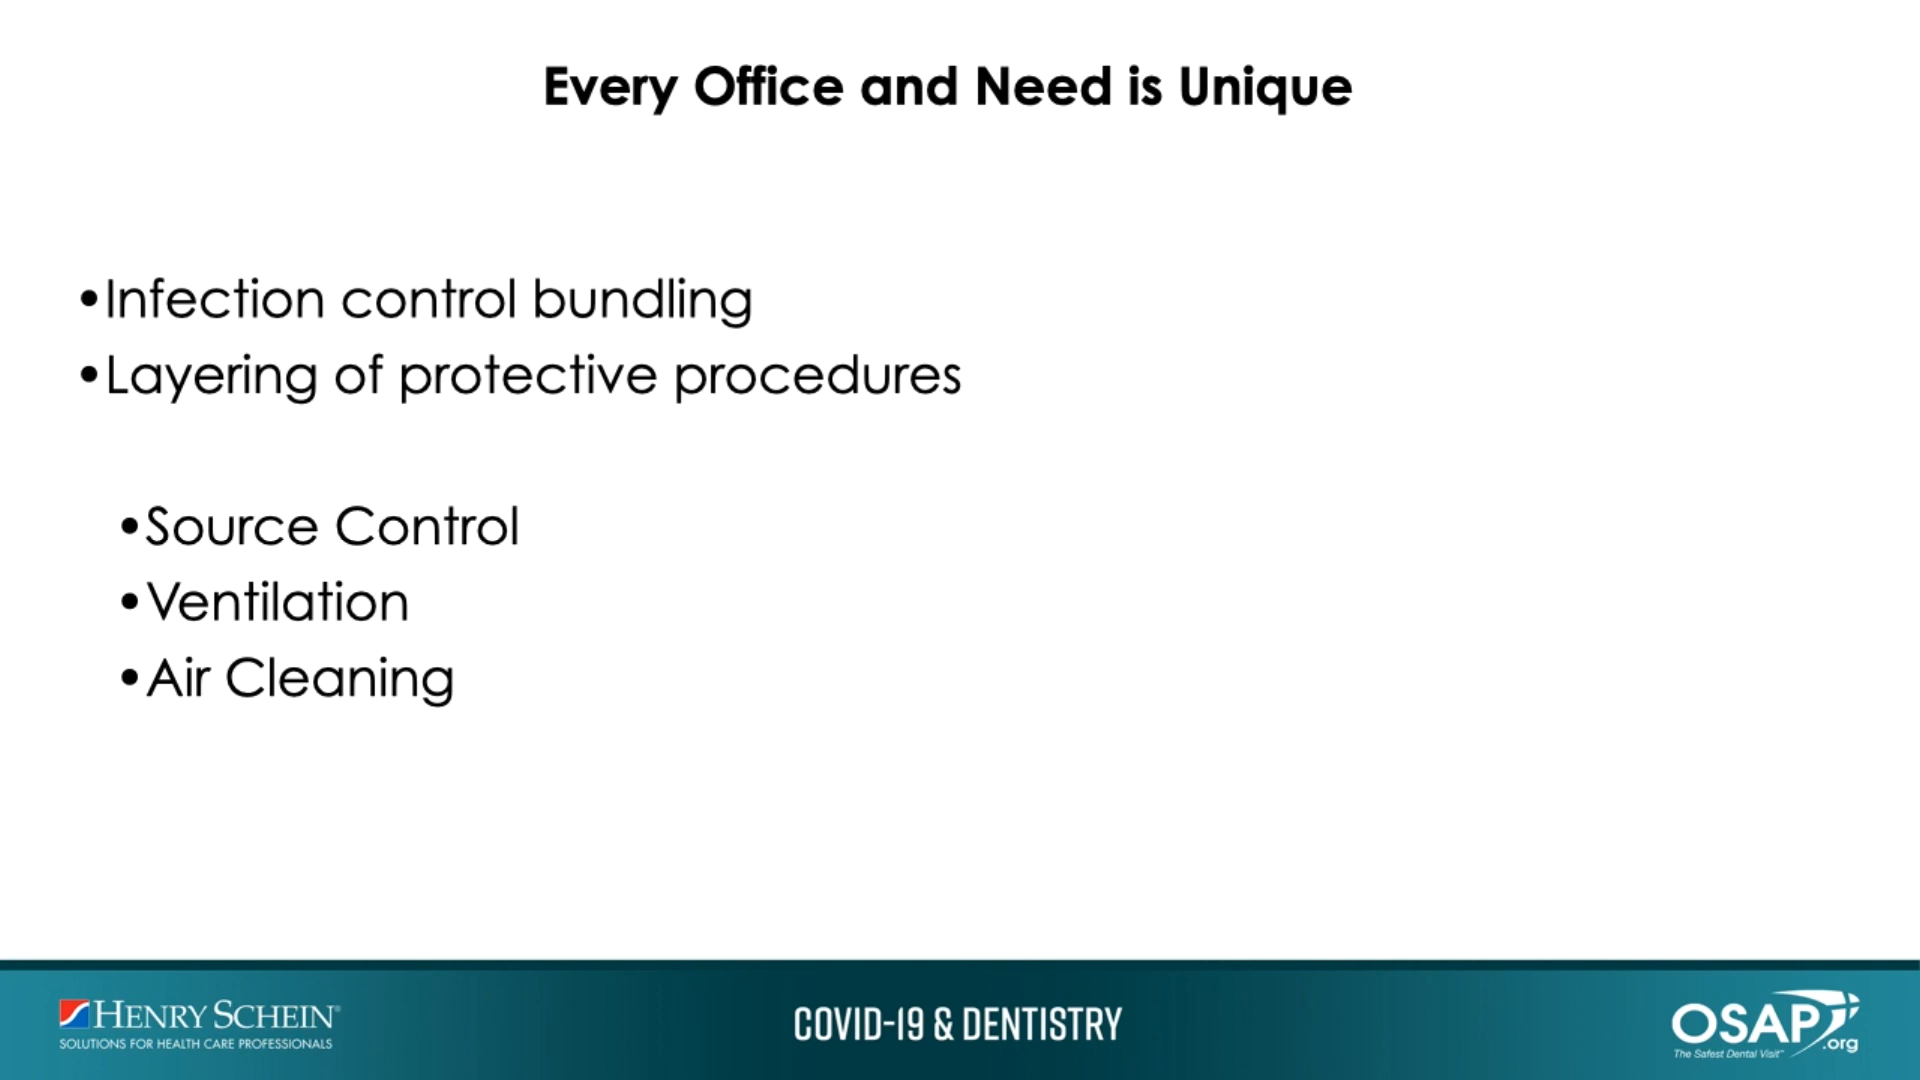 Every Office and Need is Unique
•Infection control bundling
•Layering of protective procedures
•Source Control
•Ventilation
•Air Cleaning
HENRY SCHEIN®
SOLUTIONS FOR HEALTH CARE PROFESSIONALS
COVID-19 & DENTISTRY
OSAP
.org
The Safest Dental Visit™